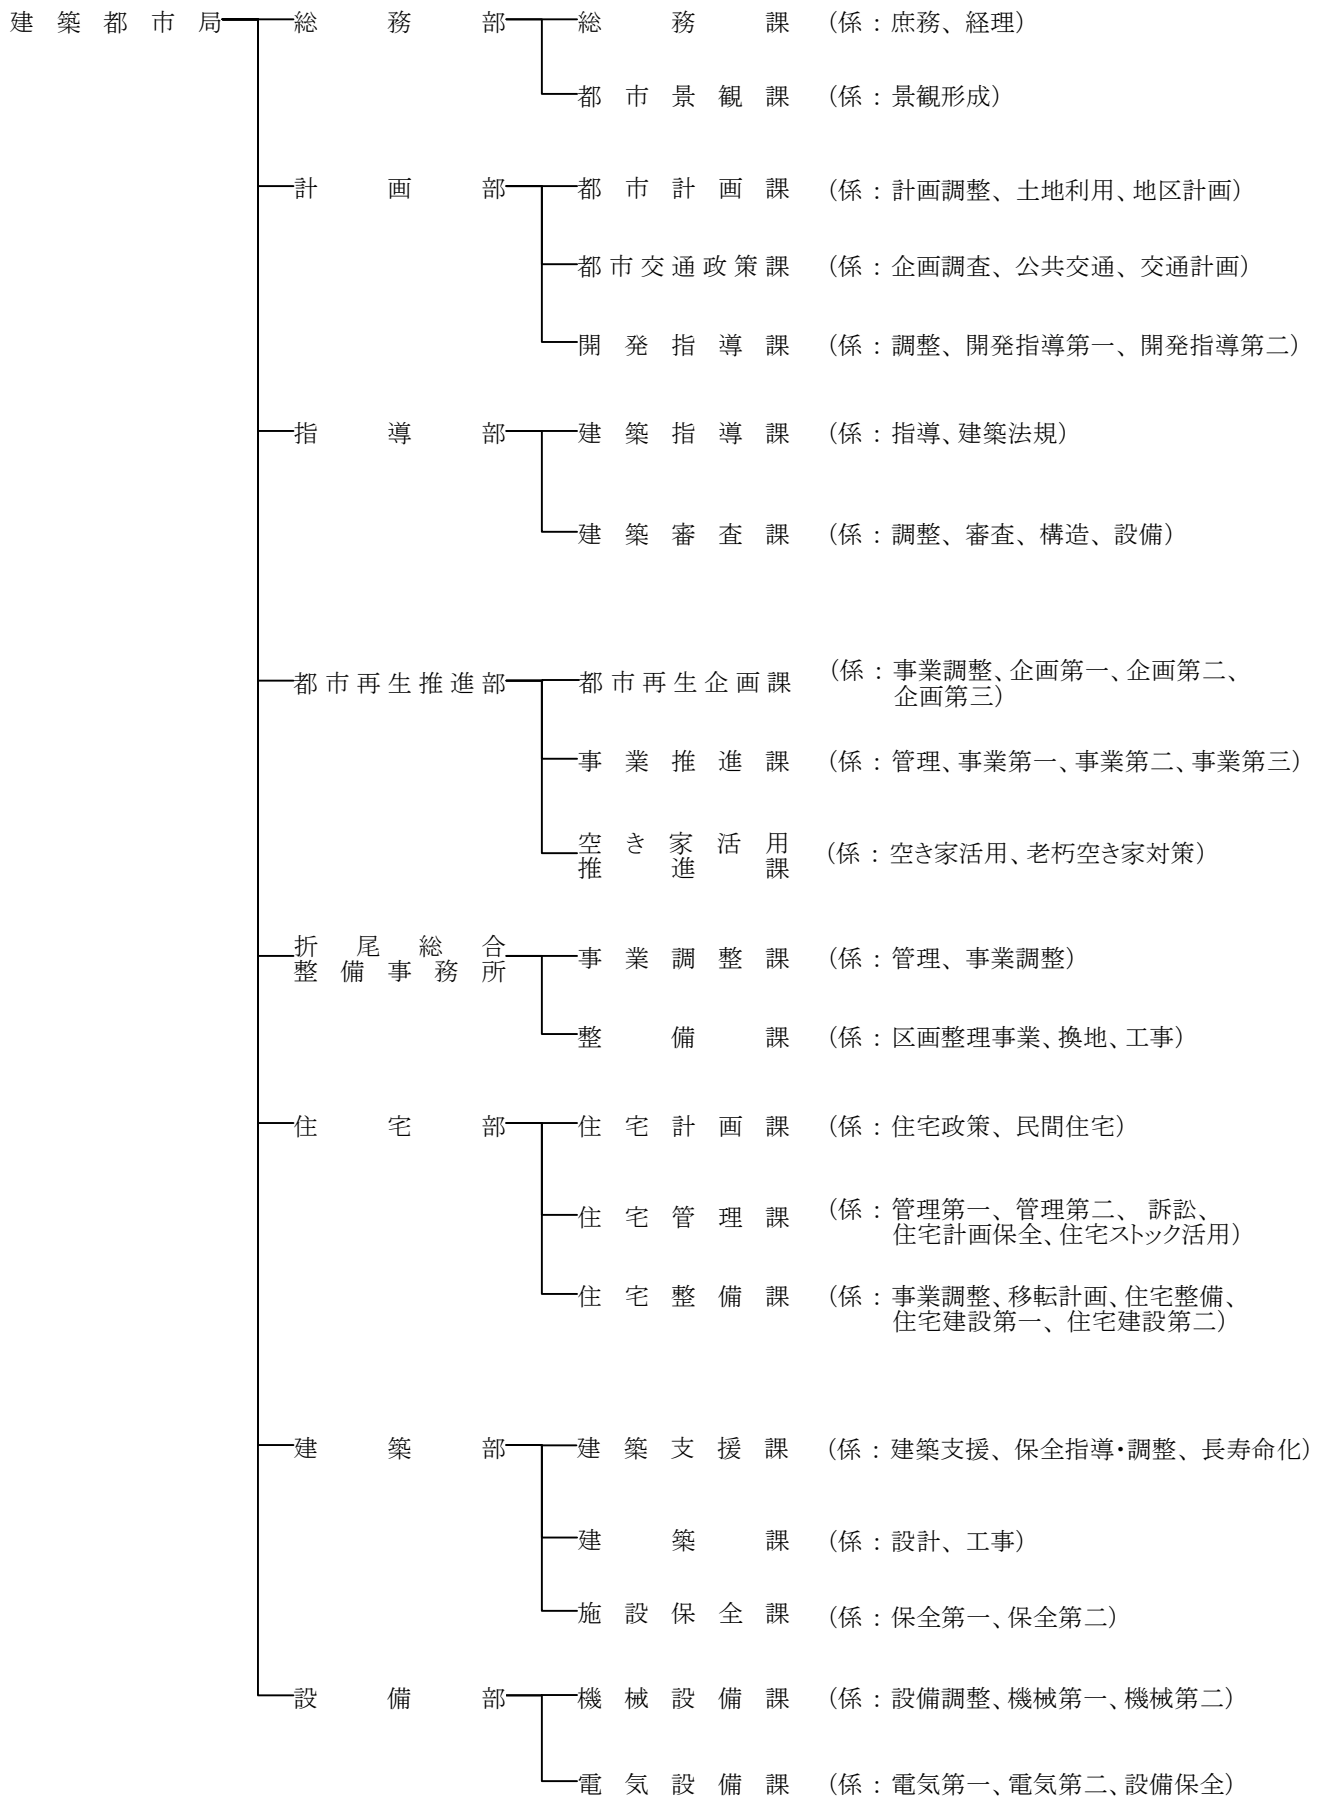 建築都市局 総務部 総務課 (係：庶務、経理)
都市景観課 (係：景観形成)
計画部 都市計画課 (係：計画調整、土地利用、地区計画)
都市交通政策課 (係：企画調査、公共交通、交通計画)
開発指導課 (係：調整、開発指導第一、開発指導第二)
指導部 建築指導課 (係：指導、建築法規)
建築審査課 (係：調整、審査、構造、設備)
都市再生推進部 都市再生企画課 (係：事業調整、企画第一、企画第二、
企画第三)
事業推進課 (係：管理、事業第一、事業第二、事業第三)
空き家活用
推進課 (係：空き家活用、老朽空き家対策)
折尾総合
整備事務所 事業調整課 (係：管理、事業調整)
整備課 (係：区画整理事業、換地、工事)
住宅部 住宅計画課 (係：住宅政策、民間住宅)
住宅管理課 (係：管理第一、管理第二、訴訟、
住宅計画保全、住宅ストック活用)
住宅整備課 (係：事業調整、移転計画、住宅整備、
住宅建設第一、住宅建設第二)
建築部 建築支援課 (係：建築支援、保全指導・調整、長寿命化)
建築課 (係：設計、工事)
施設保全課 (係：保全第一、保全第二)
設備部 機械設備課 (係：設備調整、機械第一、機械第二)
電気設備課 (係：電気第一、電気第二、設備保全)